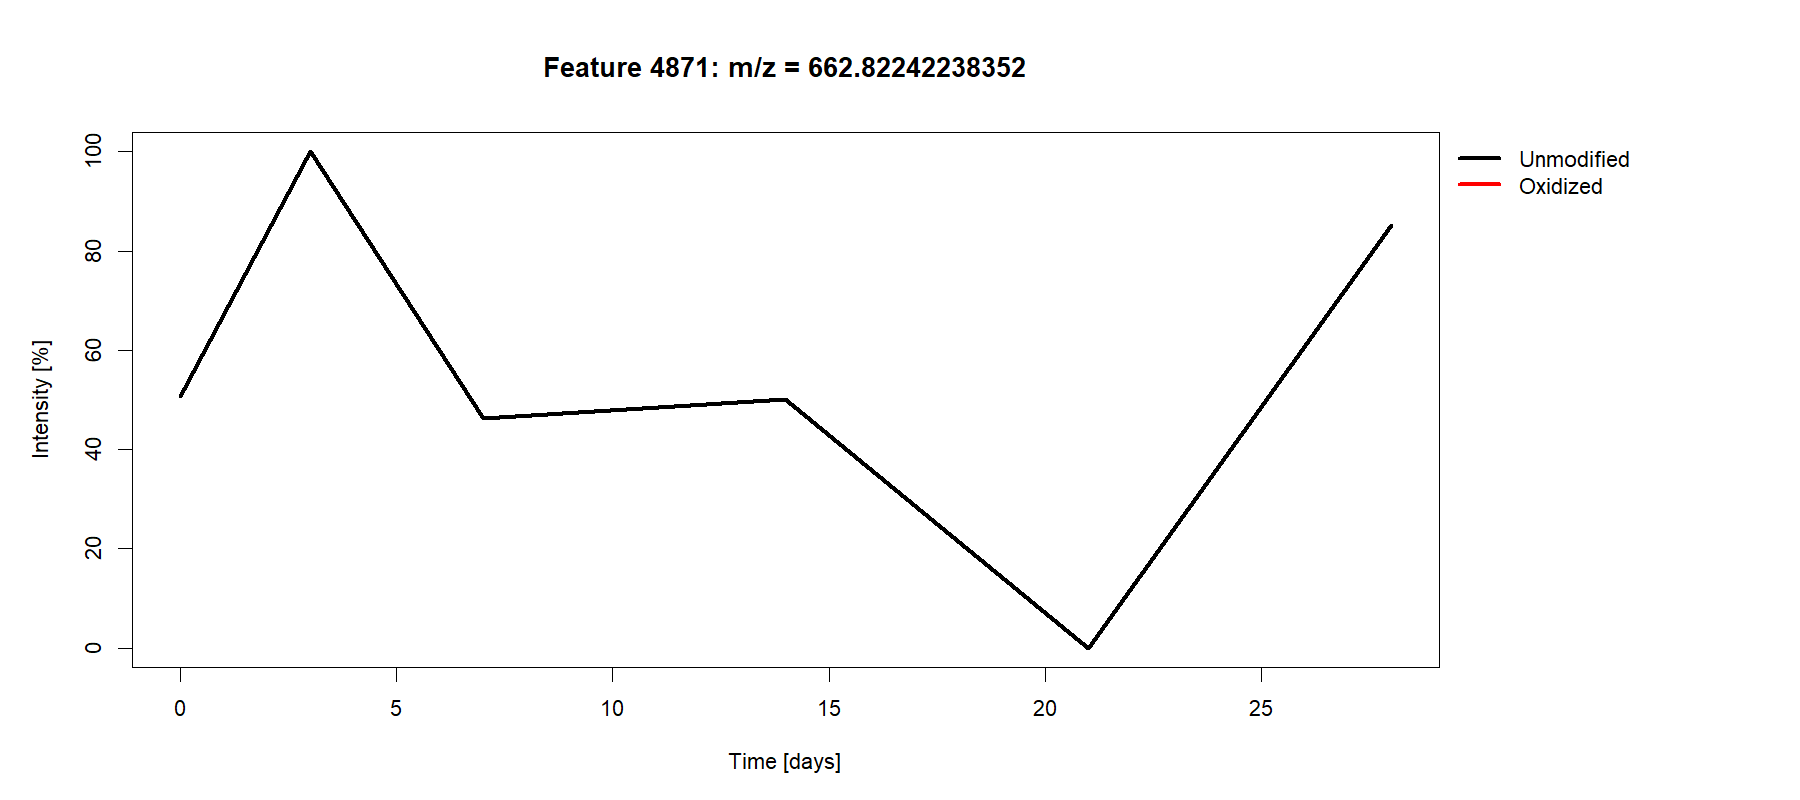 Feature 4871: m/z = 662.82242238352
Unmodified
Oxidized
Intensity [%]
100
80
60
40
20
0
0 5 10 15 20 25
Time [days]